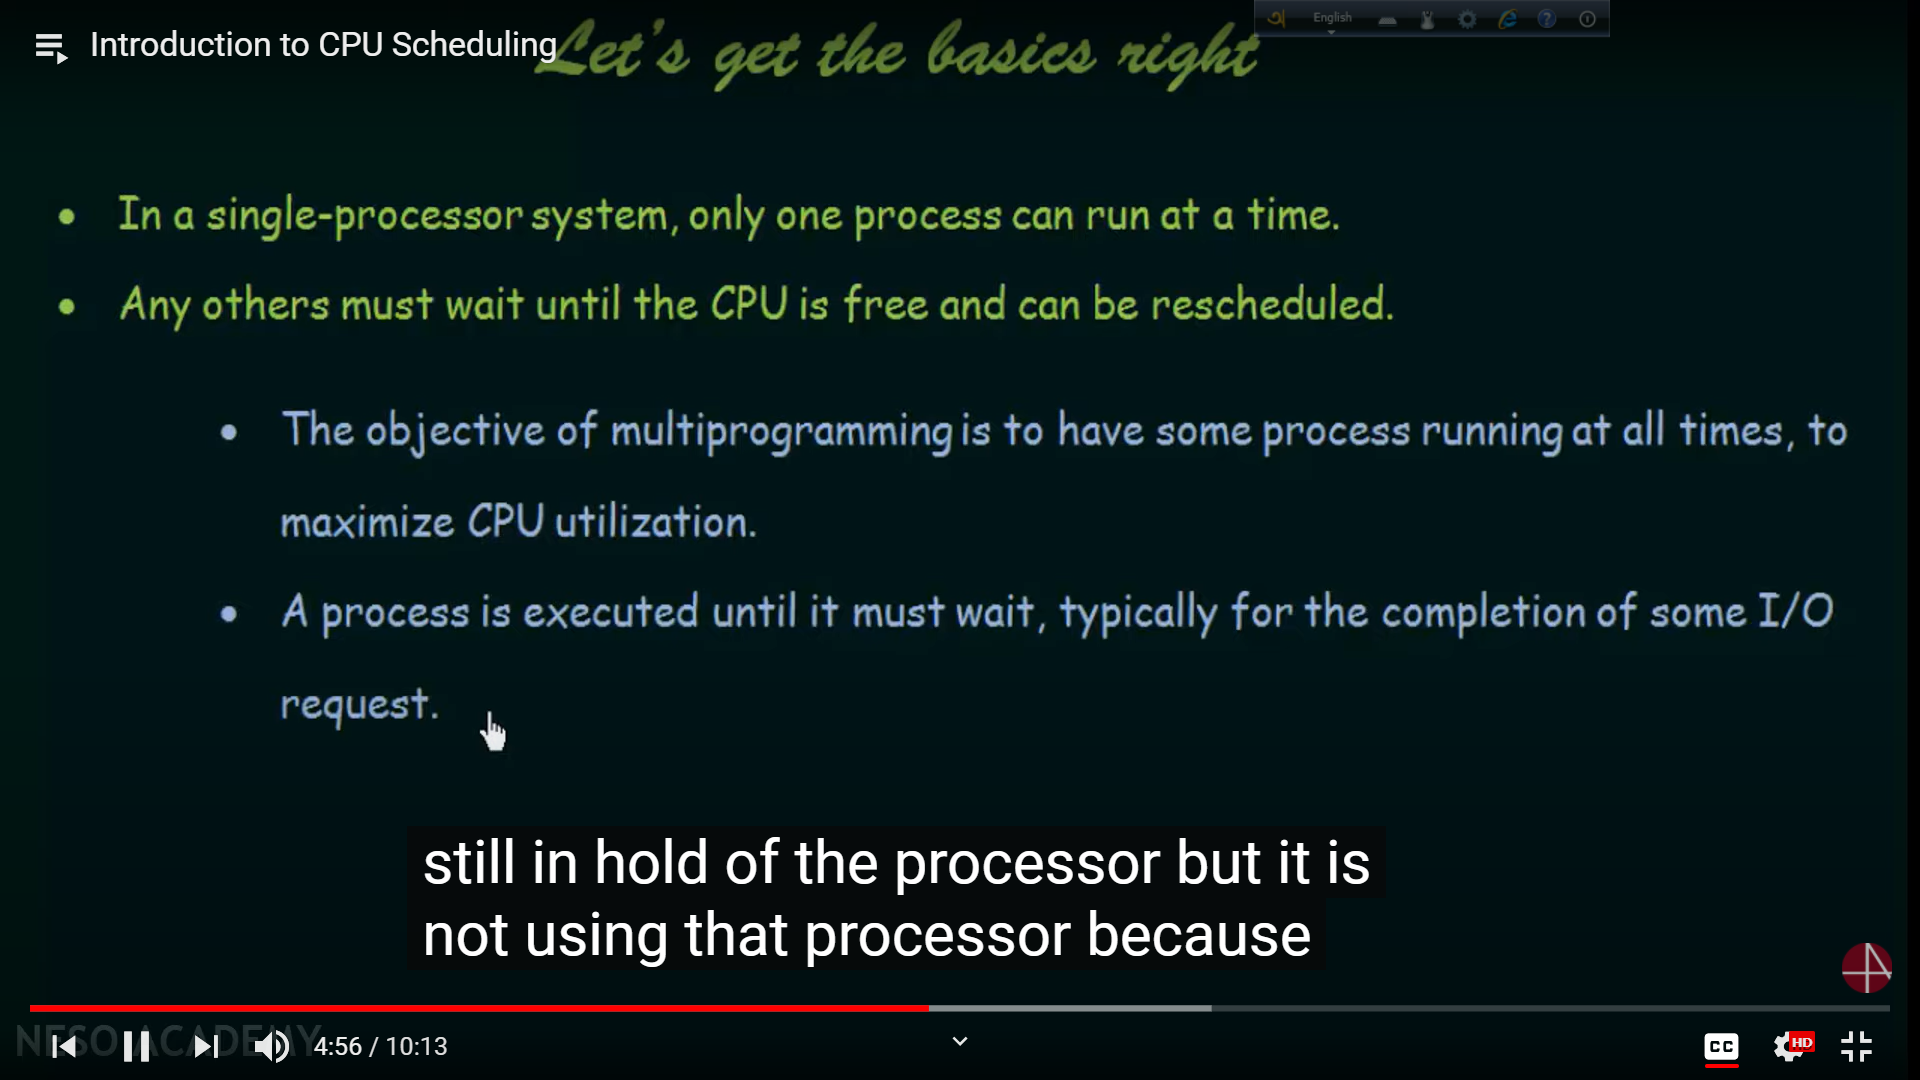 Introduction to CPU Scheduling
Let's get the basics right
English
• In a single-processor system, only one process can run at a time.
• Any others must wait until the CPU is free and can be rescheduled.
• The objective of multiprogramming is to have some process running at all times, to
maximize CPU utilization.
• A process is executed until it must wait, typically for the completion of some I/O
request.
still in hold of the processor but it is
not using that processor because
NESO ACADEMY
4:56 / 10:13
CC
HD